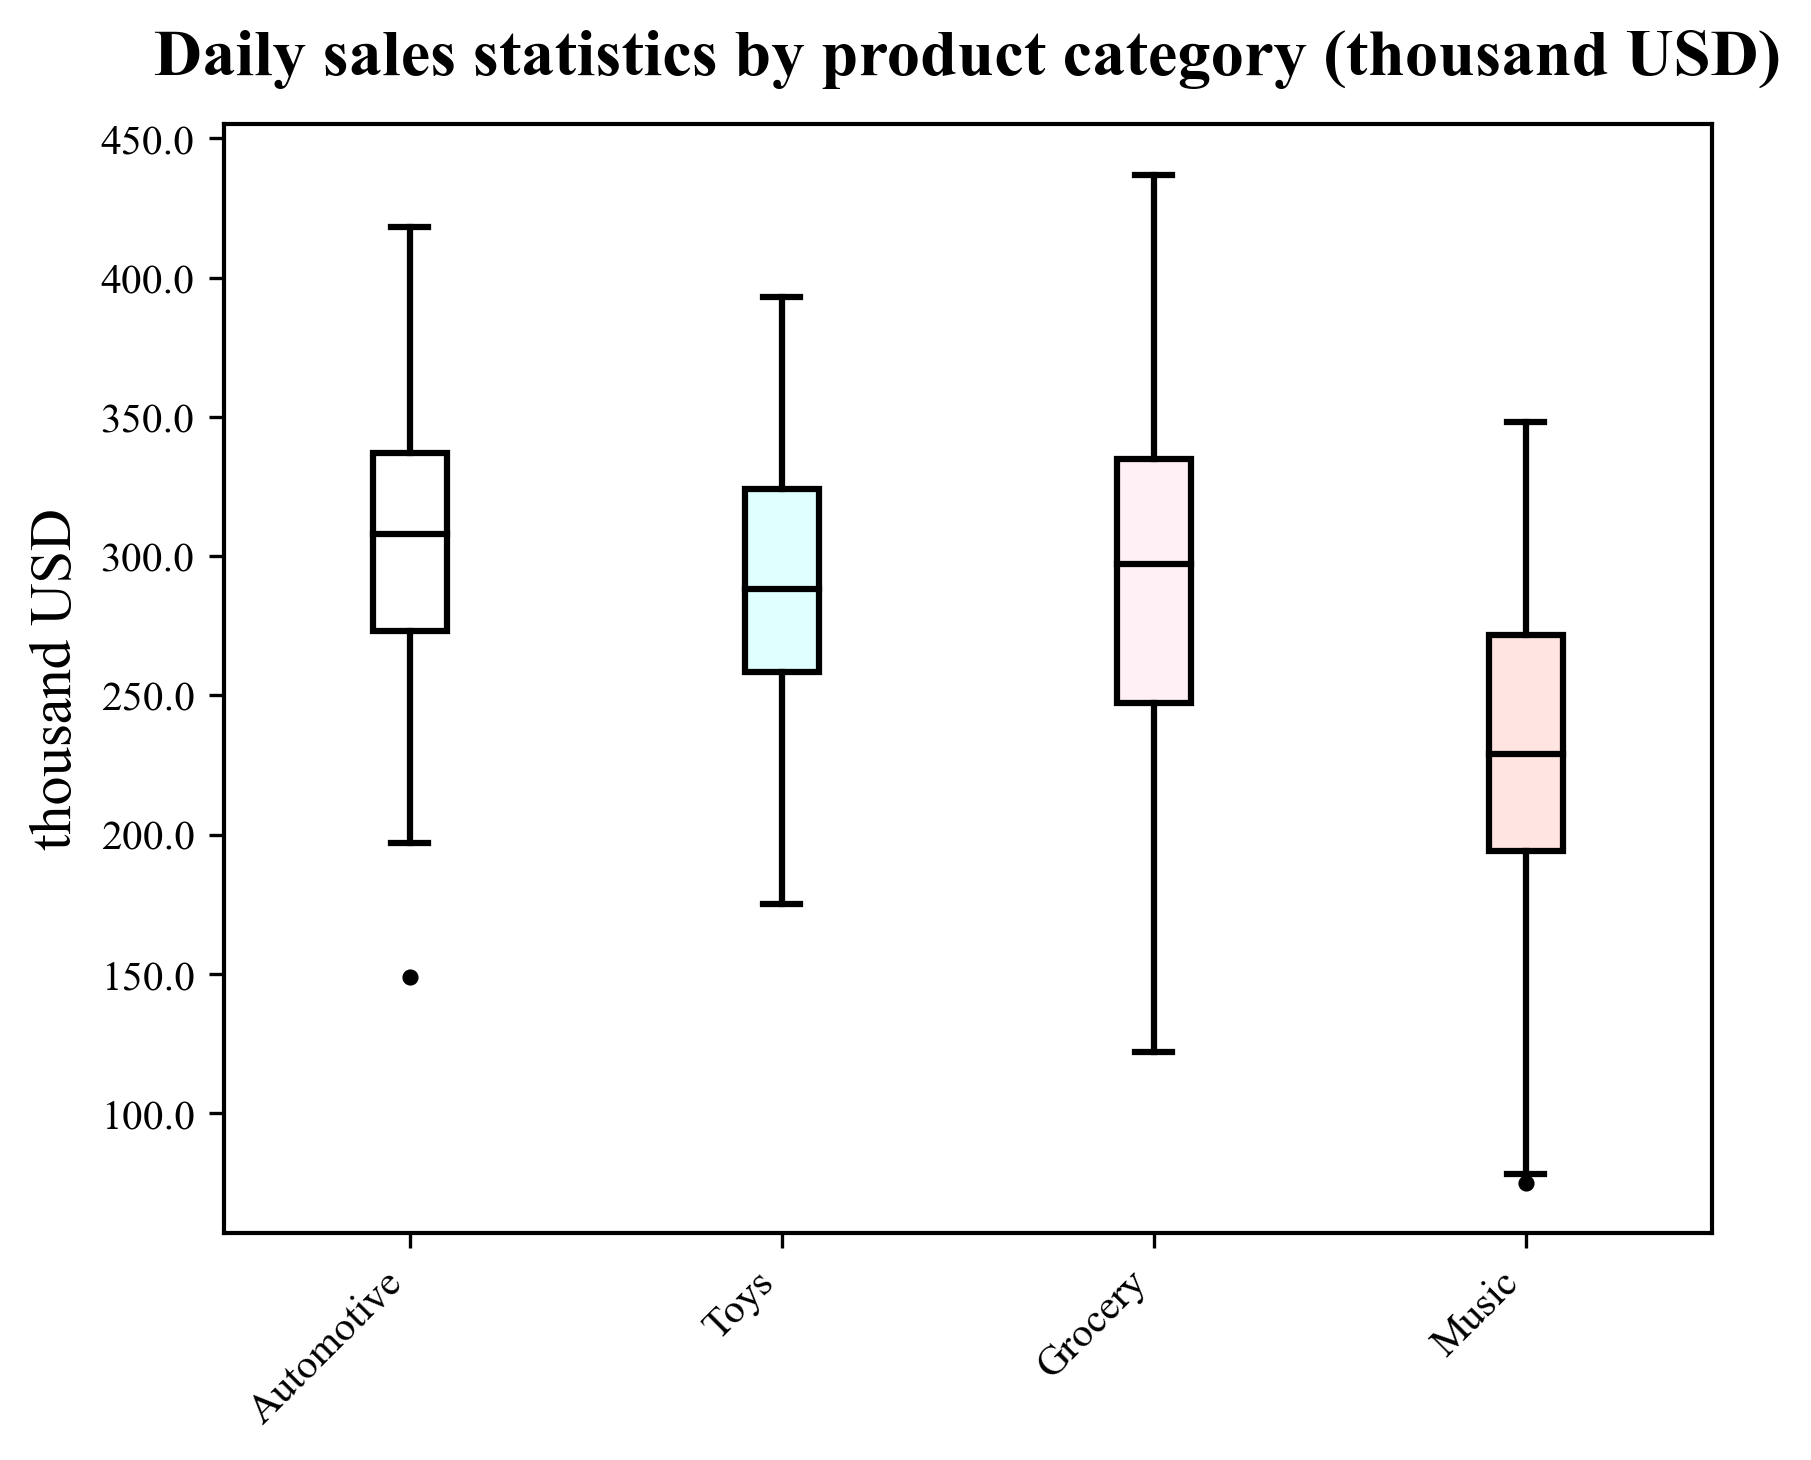 Daily sales statistics by product category (thousand USD)
thousand USD
450.0
400.0
350.0
300.0
250.0
200.0
150.0
100.0
Automotive
Toys
Grocery
Music